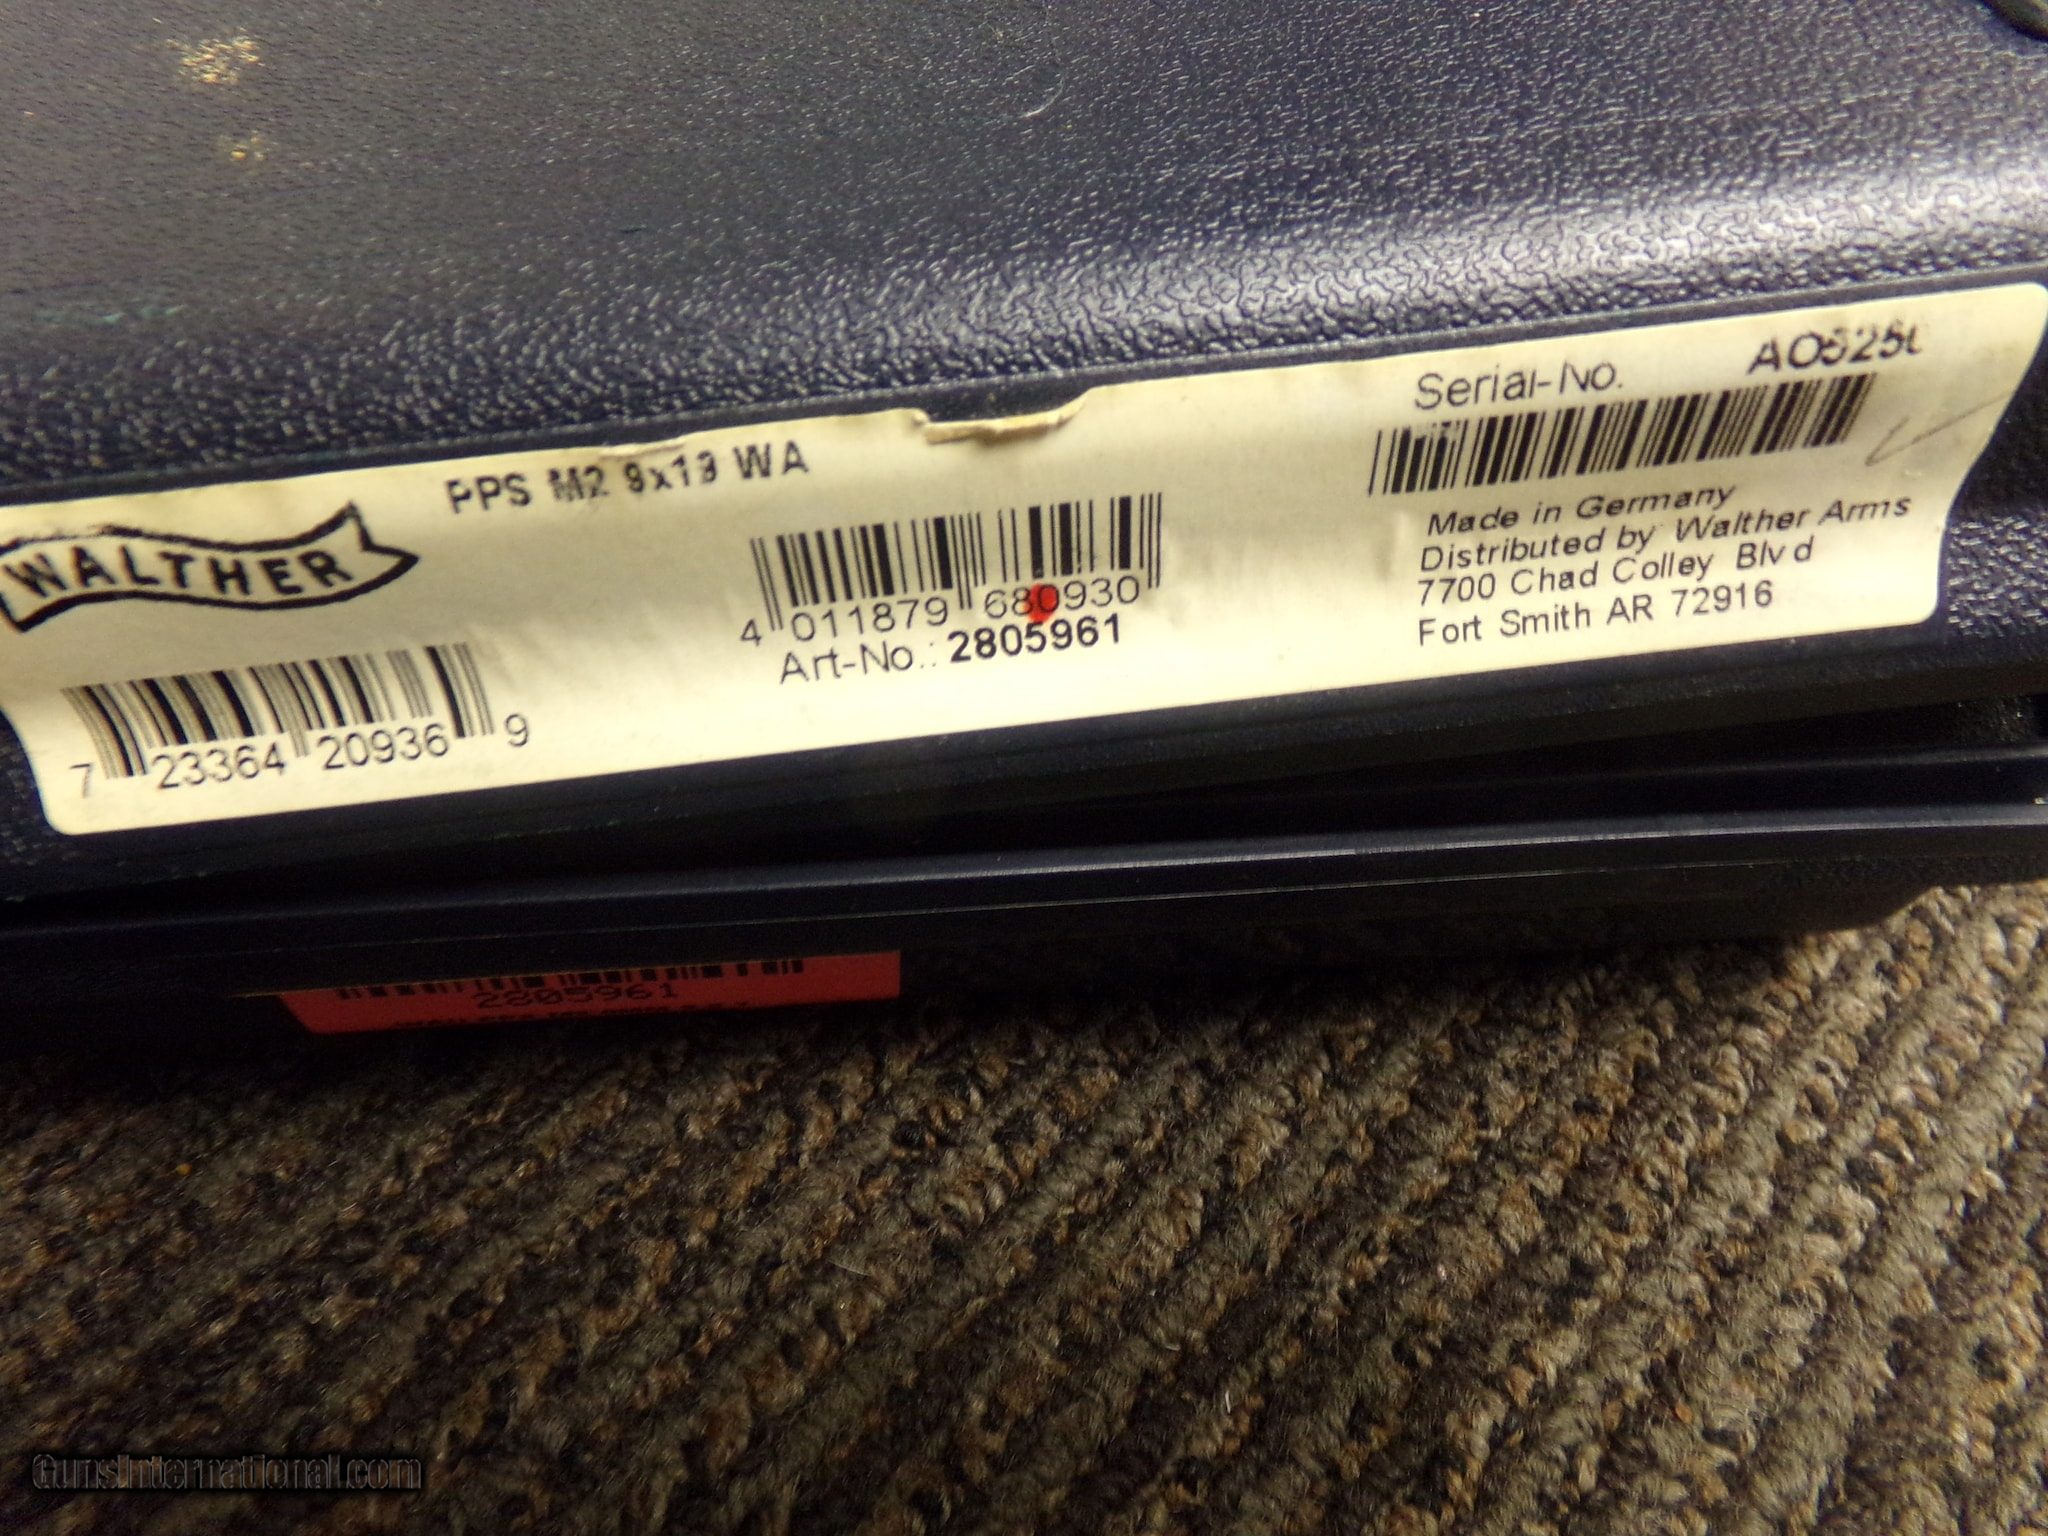 WALTHER
PPS M2 9x19 WA
7 23364 20936 9
4 011879 680930
Art-No.: 2805961
Serial-No.
Made in Germany
Distributed by Walther Arms
7700 Chad Colley Blvd
Fort Smith AR 72916
2805961
GunsInternational.com